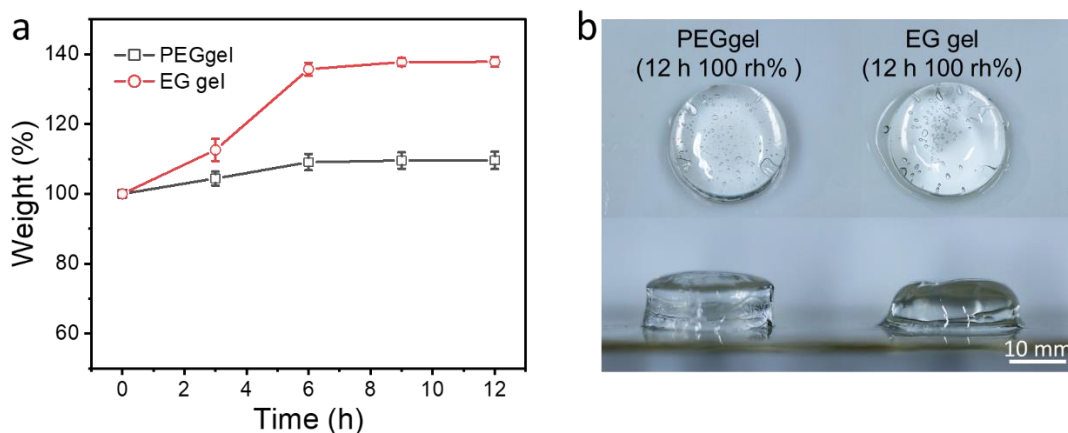 a
PEGgel
EG gel
Weight (%)
140
120
100
80
60
0 2 4 6 8 10 12
Time (h)
b
PEGgel
(12 h 100 rh% )
EG gel
(12 h 100 rh%)
10 mm